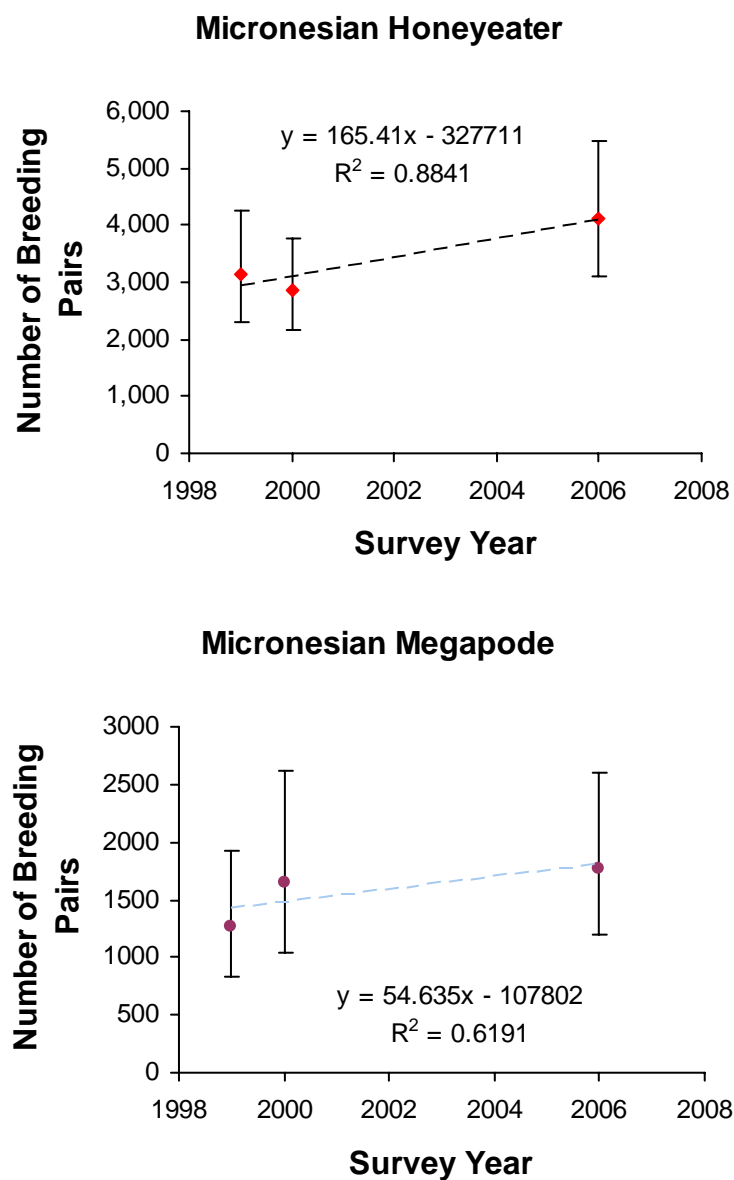 Micronesian Honeyeater
6,000
5,000
4,000
3,000
2,000
1,000
0
Number of Breeding
Pairs
y = 165.41x - 327711
R² = 0.8841
1998 2000 2002 2004 2006 2008
Survey Year
Micronesian Megapode
3000
2500
2000
1500
1000
500
0
Number of Breeding
Pairs
y = 54.635x - 107802
R² = 0.6191
1998 2000 2002 2004 2006 2008
Survey Year